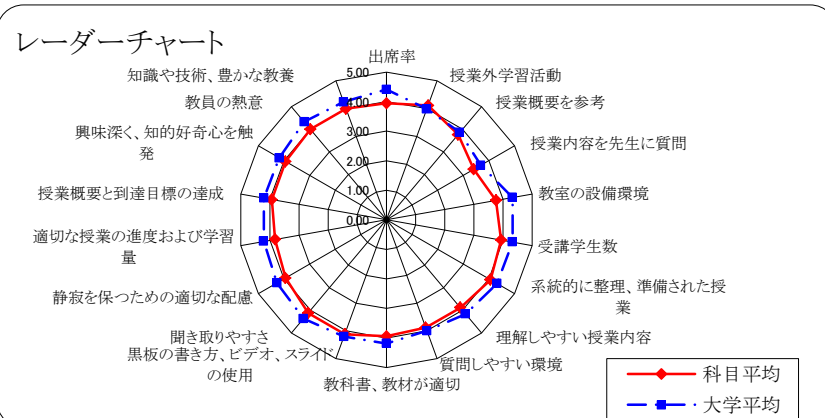 レーダーチャート
出席率
授業外学習活動
授業概要を参考
授業内容を先生に質問
教室の設備環境
受講学生数
系統的に整理、準備された授
業
理解しやすい授業内容
質問しやすい環境
教科書、教材が適切
黒板の書き方、ビデオ、スライド
の使用
聞き取りやすさ
静寂を保つための適切な配慮
適切な授業の進度および学習
量
授業概要と到達目標の達成
興味深く、知的好奇心を触
発
教員の熱意
知識や技術、豊かな教養
5.00
4.00
3.00
2.00
1.00
0.00
科目平均
大学平均